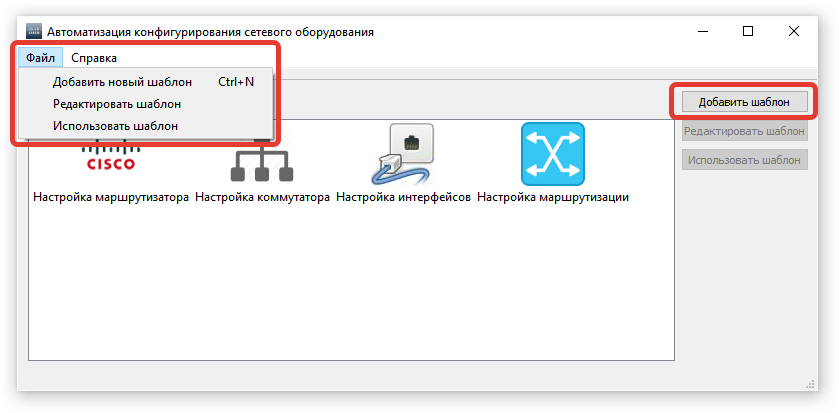 Автоматизация конфигурирования сетевого оборудования
Файл Справка
Добавить новый шаблон Ctrl+N
Редактировать шаблон
Использовать шаблон
Добавить шаблон
Редактировать шаблон
Использовать шаблон
CISCO
Настройка маршрутизатора Настройка коммутатора Настройка интерфейсов Настройка маршрутизации